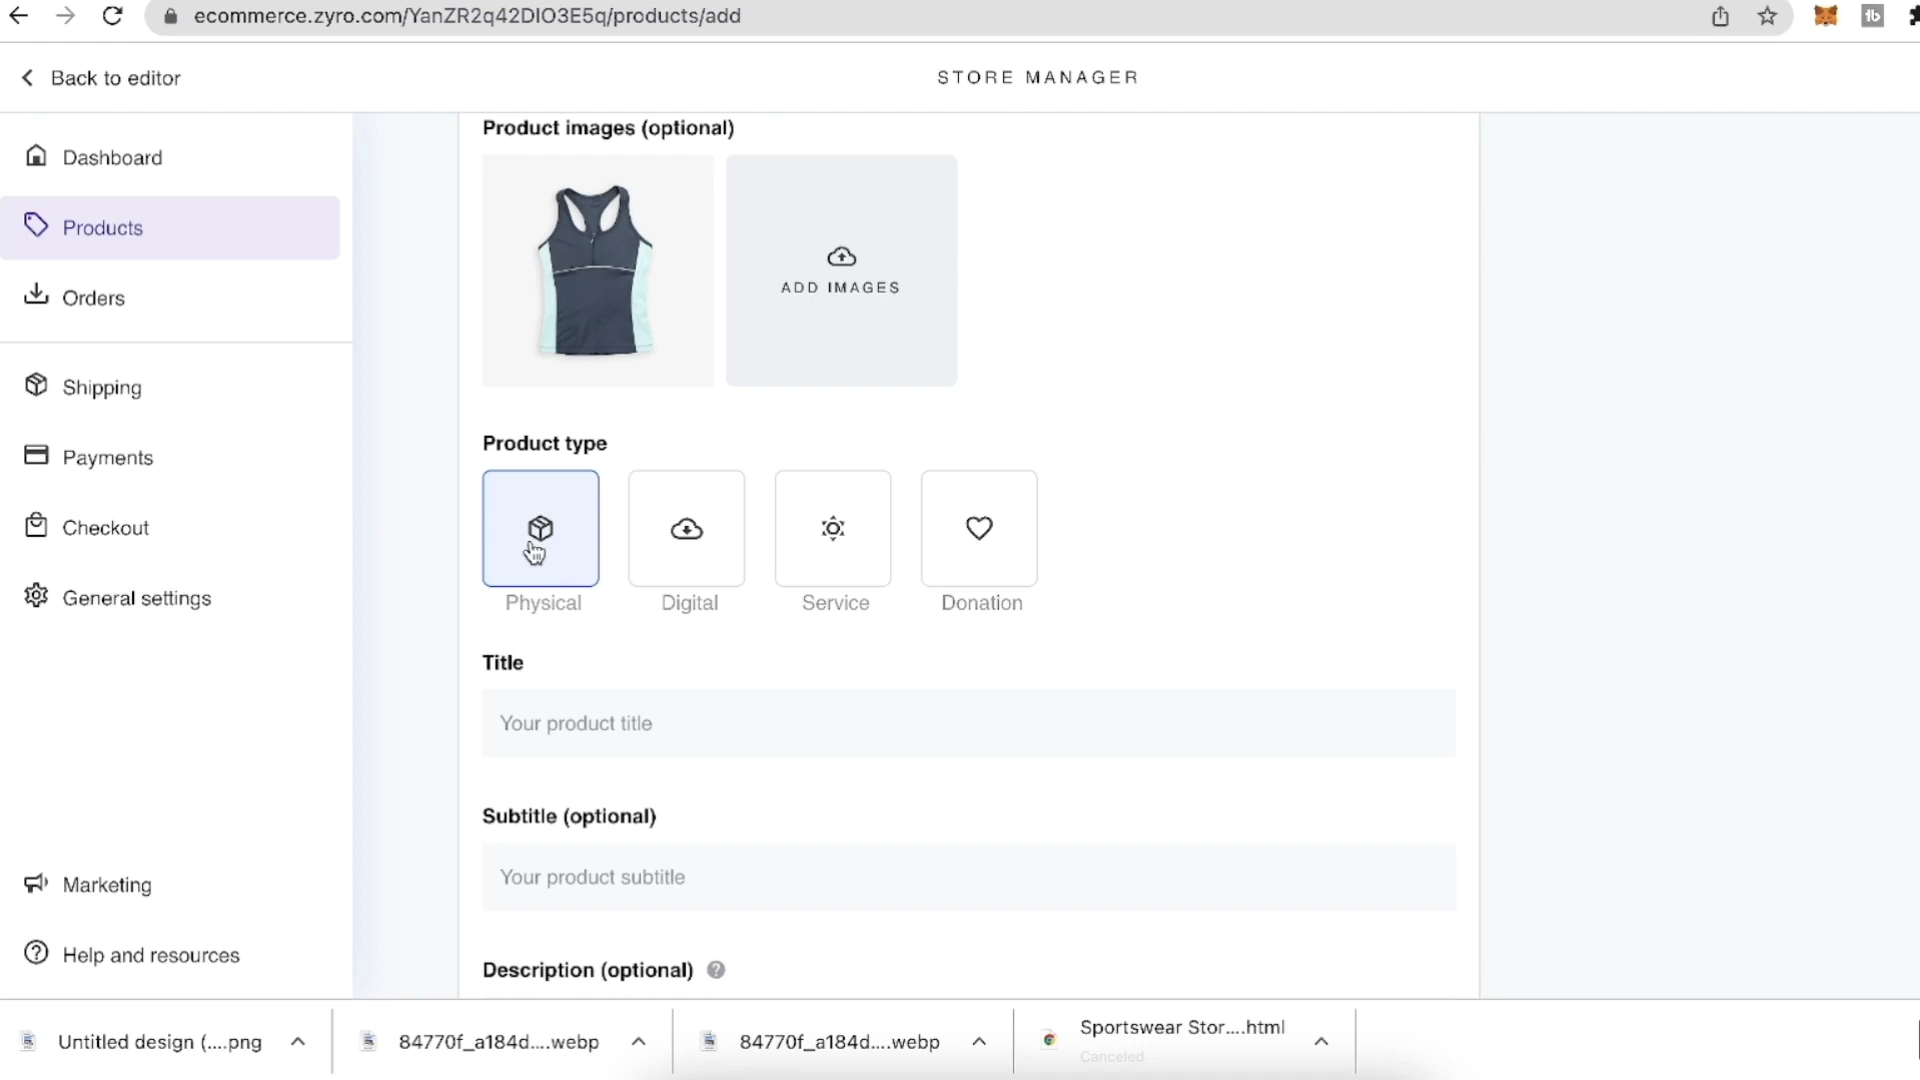 ecommerce.zyro.com/YanZR2q42DIO3E5q/products/add
Back to editor
STORE MANAGER
Dashboard
Products
Orders
Shipping
Payments
Checkout
General settings
Marketing
Help and resources
Product images (optional)
ADD IMAGES
Product type
Physical
Digital
Service
Donation
Title
Your product title
Subtitle (optional)
Your product subtitle
Description (optional)
Untitled design (....png
84770f_a184d....webp
84770f_a184d....webp
Sportswear Stor....html
Canceled